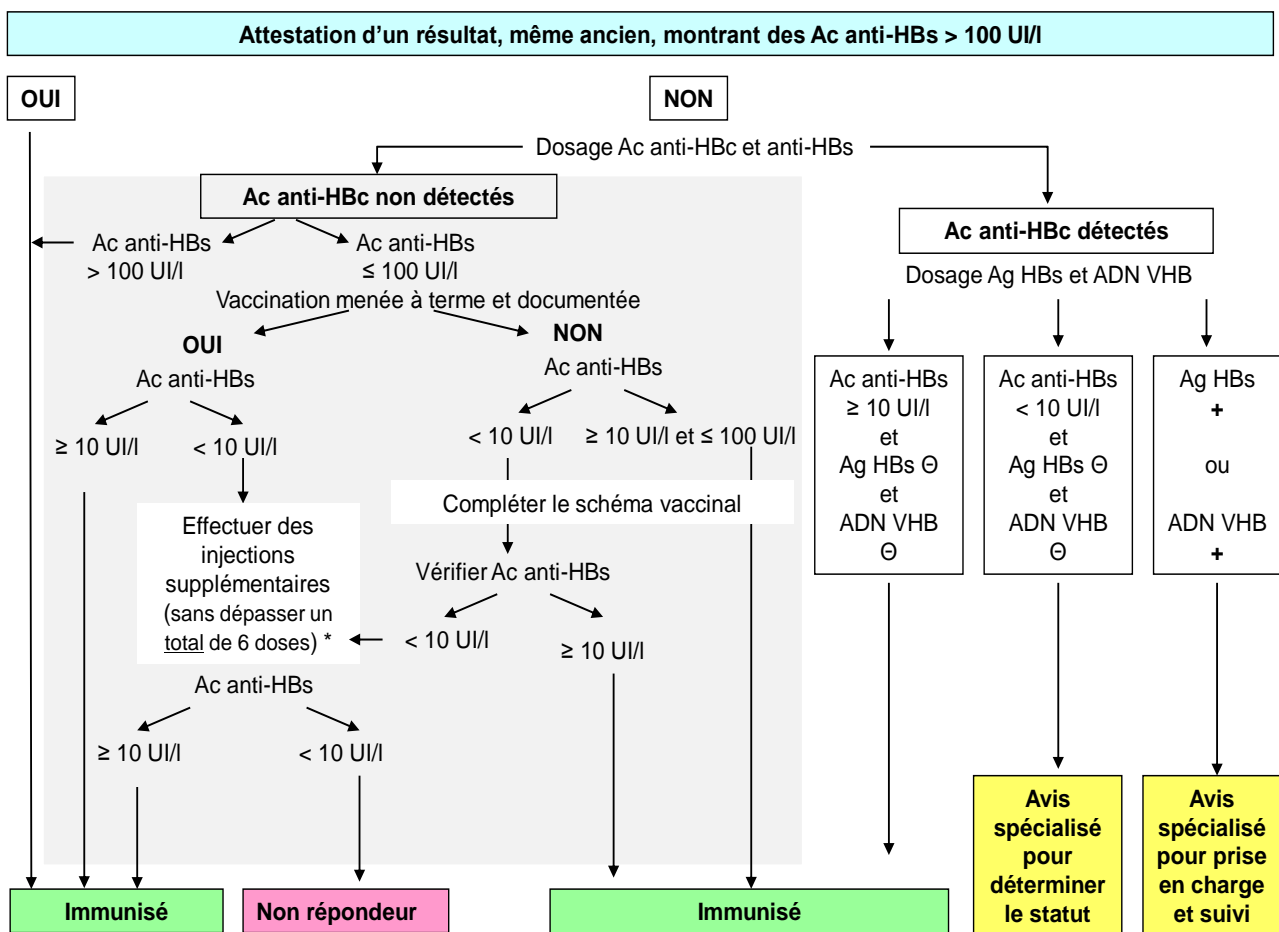 Attestation d’un résultat, même ancien, montrant des Ac anti-HBs > 100 UI/l
OUI
NON
Dosage Ac anti-HBc et anti-HBs
Ac anti-HBc non détectés
Ac anti-HBs
> 100 UI/l
Ac anti-HBs
≤ 100 UI/l
Vaccination menée à terme et documentée
OUI
Ac anti-HBs
≥ 10 UI/l
< 10 UI/l
Effectuer des
injections
supplémentaires
(sans dépasser un
total de 6 doses) *
Ac anti-HBs
≥ 10 UI/l
< 10 UI/l
NON
Ac anti-HBs
< 10 UI/l
≥ 10 UI/l et ≤ 100 UI/l
Compléter le schéma vaccinal
Vérifier Ac anti-HBs
< 10 UI/l
≥ 10 UI/l
Ac anti-HBc détectés
Dosage Ag HBs et ADN VHB
Ac anti-HBs
≥ 10 UI/l
et
Ag HBs Θ
et
ADN VHB
Θ
Ac anti-HBs
< 10 UI/l
et
Ag HBs Θ
et
ADN VHB
Θ
Ag HBs
+
ou
ADN VHB
+
Immunisé
Non répondeur
Immunisé
Avis
spécialisé
pour
déterminer
le statut
Avis
spécialisé
pour prise
en charge
et suivi